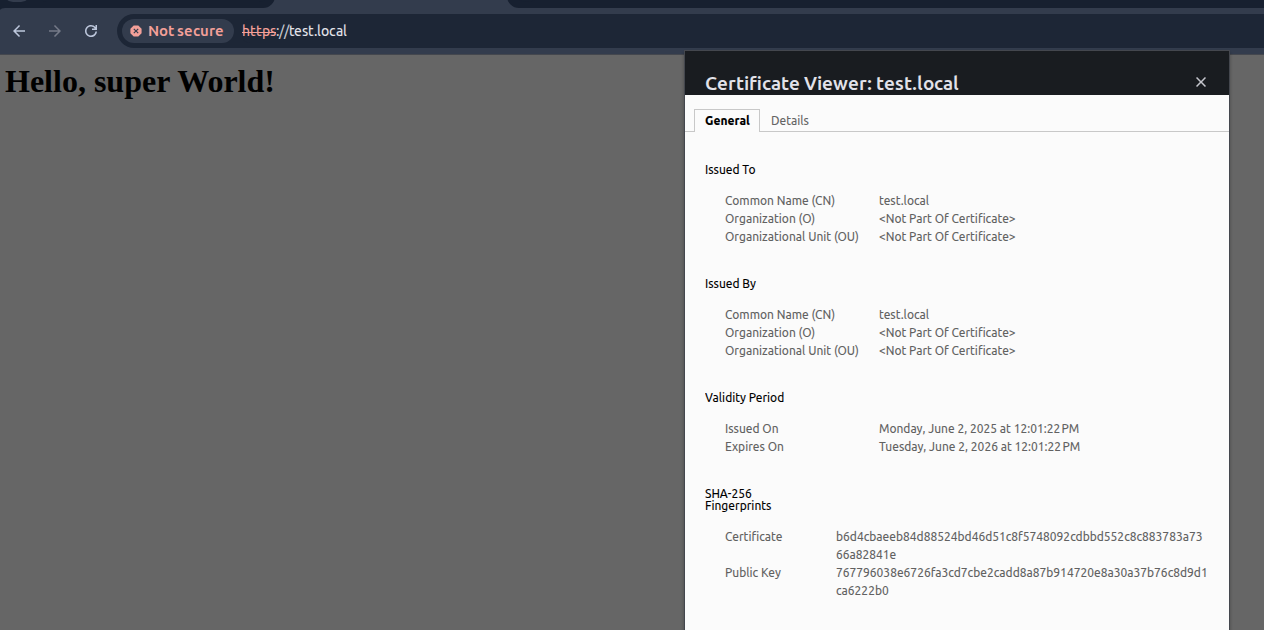 Not secure https://test.local
Hello, super World!
Certificate Viewer: test.local
General Details
Issued To
Common Name (CN) test.local
Organization (O) <Not Part Of Certificate>
Organizational Unit (OU) <Not Part Of Certificate>
Issued By
Common Name (CN) test.local
Organization (O) <Not Part Of Certificate>
Organizational Unit (OU) <Not Part Of Certificate>
Validity Period
Issued On Monday, June 2, 2025 at 12:01:22 PM
Expires On Tuesday, June 2, 2026 at 12:01:22 PM
SHA-256
Fingerprints
Certificate b6d4cbaeeb84d88524bd46d51c8f5748092cdbbd552c8c883783a73
66a82841e
Public Key 767796038e6726fa3cd7cbe2cadd8a87b914720e8a30a37b76c8d9d1
ca6222b0